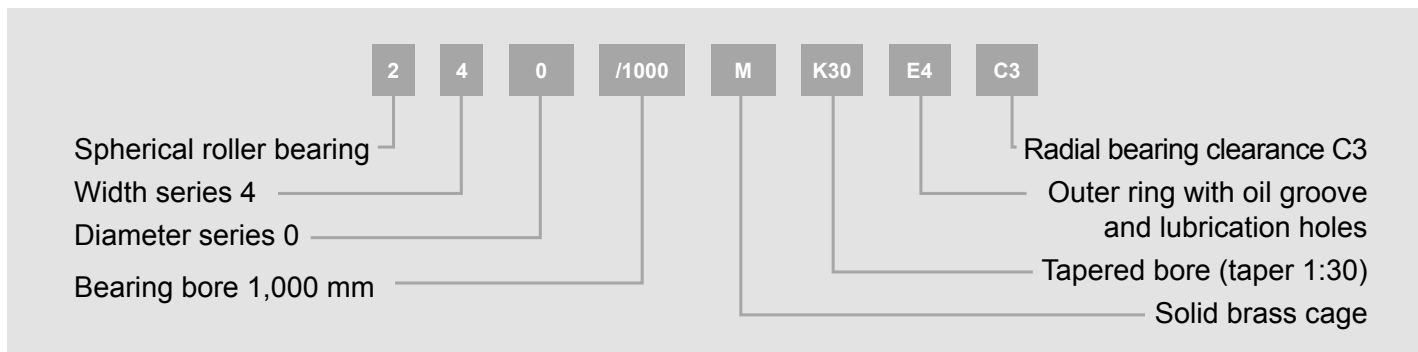 2 4 0 /1000 M K30 E4 C3
Spherical roller bearing
Width series 4
Diameter series 0
Bearing bore 1,000 mm
Radial bearing clearance C3
Outer ring with oil groove
and lubrication holes
Tapered bore (taper 1:30)
Solid brass cage